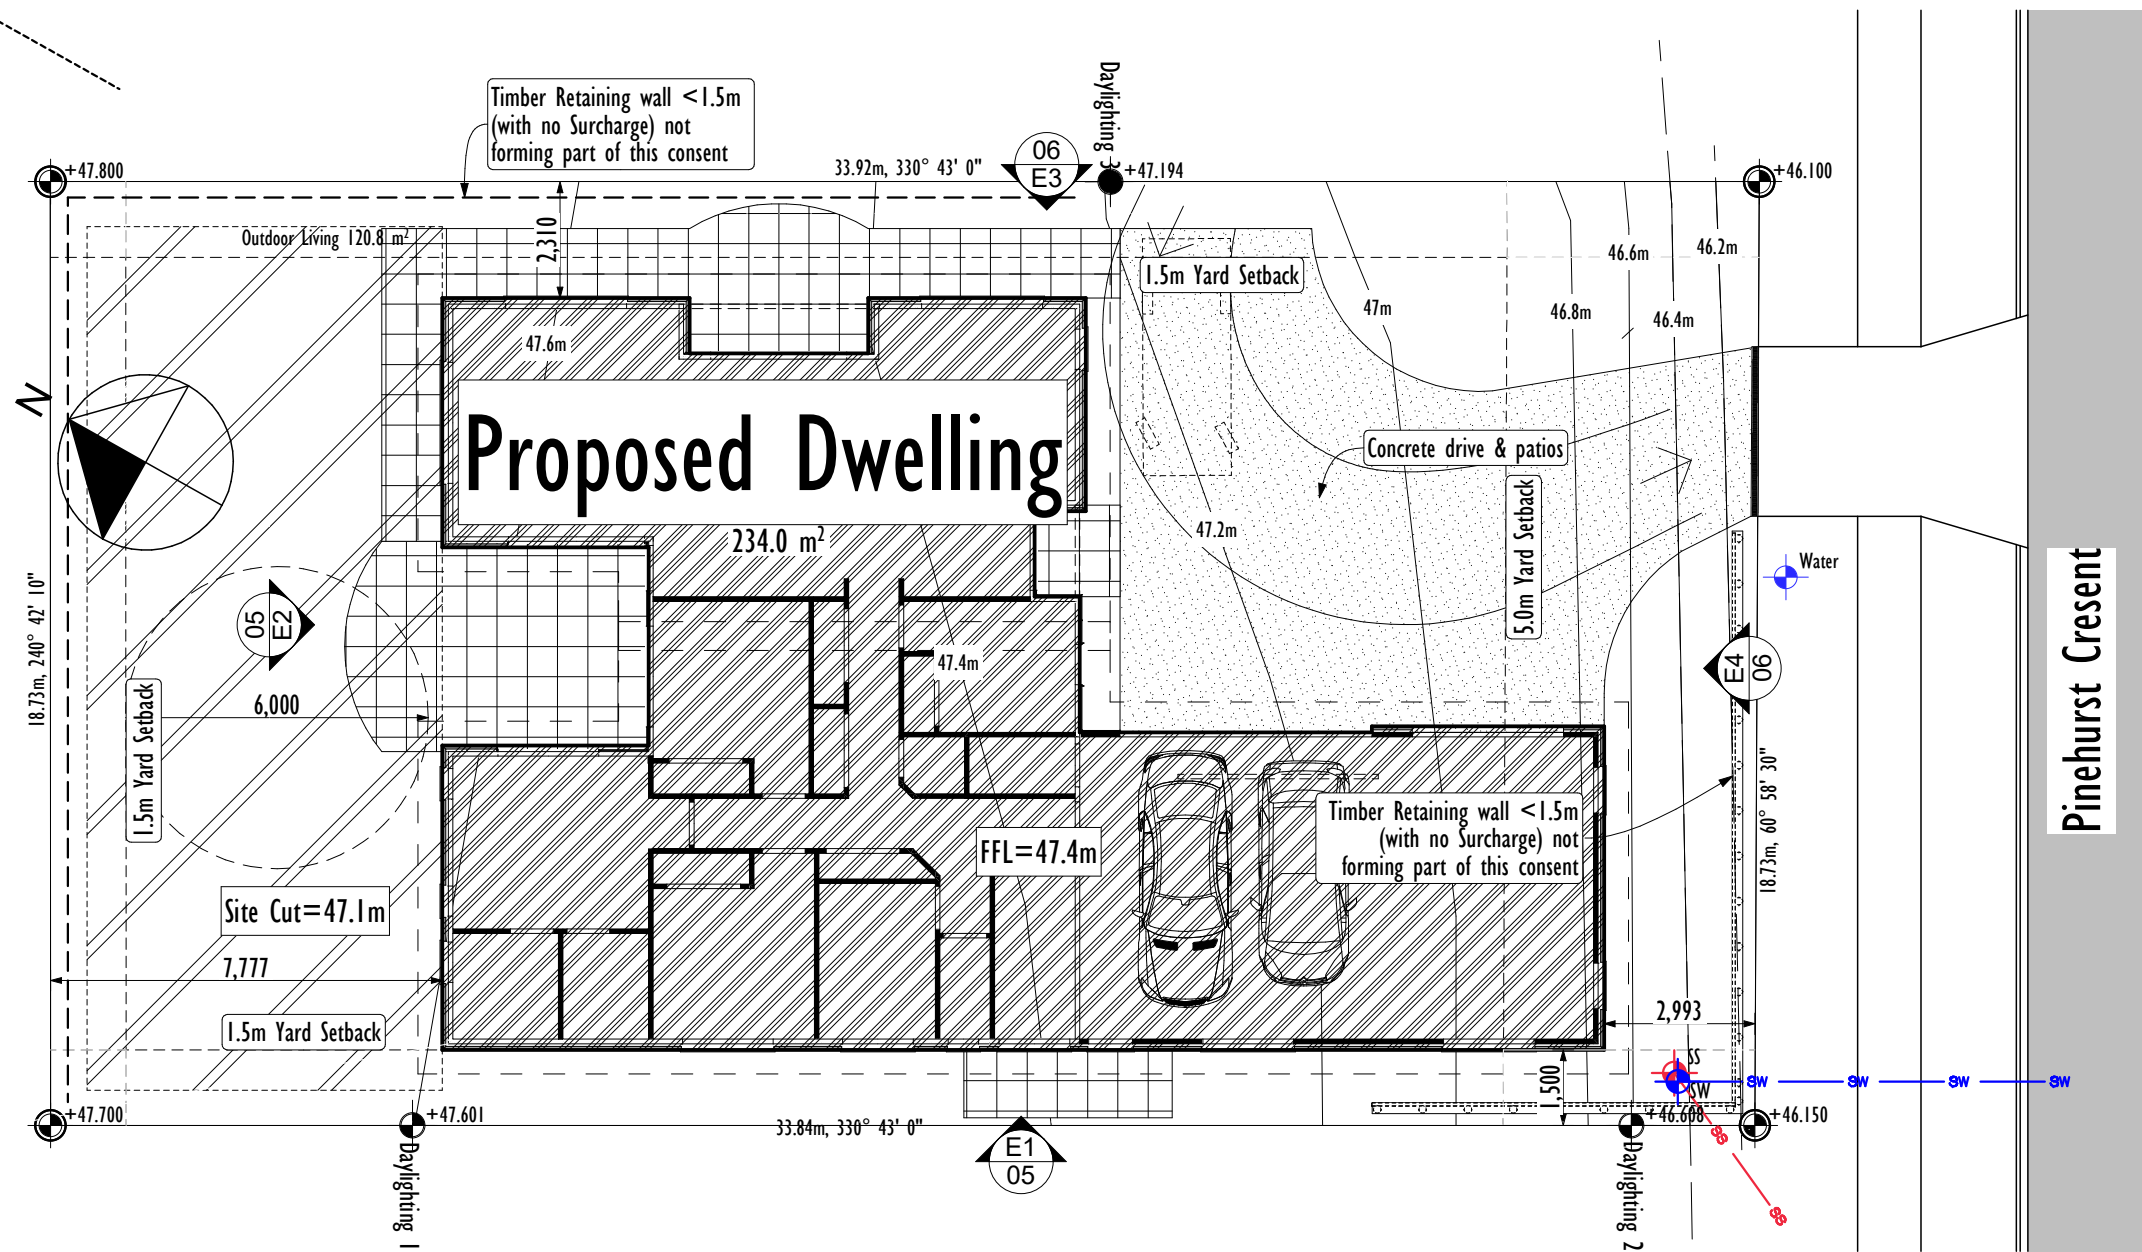 Timber Retaining wall <1.5m
(with no Surcharge) not
forming part of this consent
Daylighting 3
06
E3
+47.800
33.92m, 330° 43' 0"
+47.194
+46.100
2,310
Outdoor Living 120.8 m²
1.5m Yard Setback
46.6m
46.2m
47m
46.8m
46.4m
47.6m
N
Proposed Dwelling
234.0 m²
Concrete drive & patios
47.2m
5.0m Yard Setback
Water
Pinehurst Cresent
18.73m, 240° 42' 10"
05
E2
47.4m
E4
06
6,000
1.5m Yard Setback
FFL=47.4m
Timber Retaining wall <1.5m
(with no Surcharge) not
forming part of this consent
18.73m, 60° 58' 30"
Site Cut=47.1m
7,777
2,993
1.5m Yard Setback
1,500
SS
SW
SW
SW
SW
SW
+47.700
+47.601
33.84m, 330° 43' 0"
+46.608
+46.150
SS
SS
E1
05
Daylighting 1
Daylighting 2